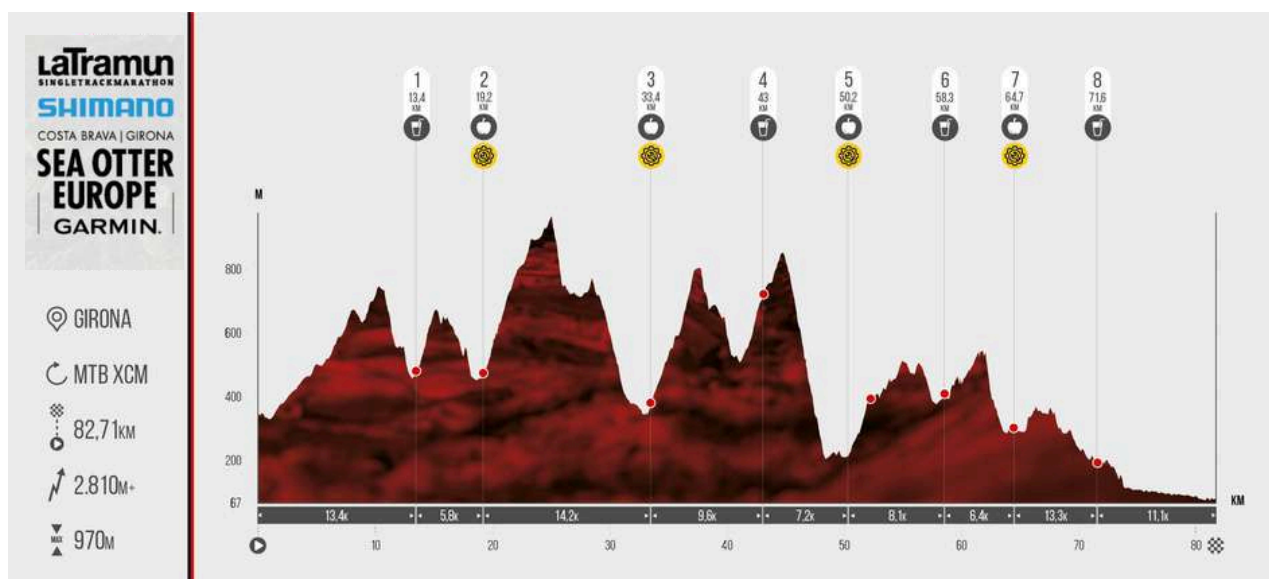 LaTramun
SINGLETRACKMARATHON
SHIMANO
COSTA BRAVA | GIRONA
SEA OTTER
EUROPE
GARMIN.
GIRONA
MTB XCM
82,71KM
2.810M+
MAX
970M
1
13,4
KM
2
19,2
KM
3
33,4
KM
4
43
KM
5
50,2
KM
6
58,3
KM
7
64,7
KM
8
71,6
KM
M
800
600
400
200
67
KM
13,4K 5,8K 14,2K 9,6K 7,2K 8,1K 6,4K 13,3K 11,1K
10 20 30 40 50 60 70 80